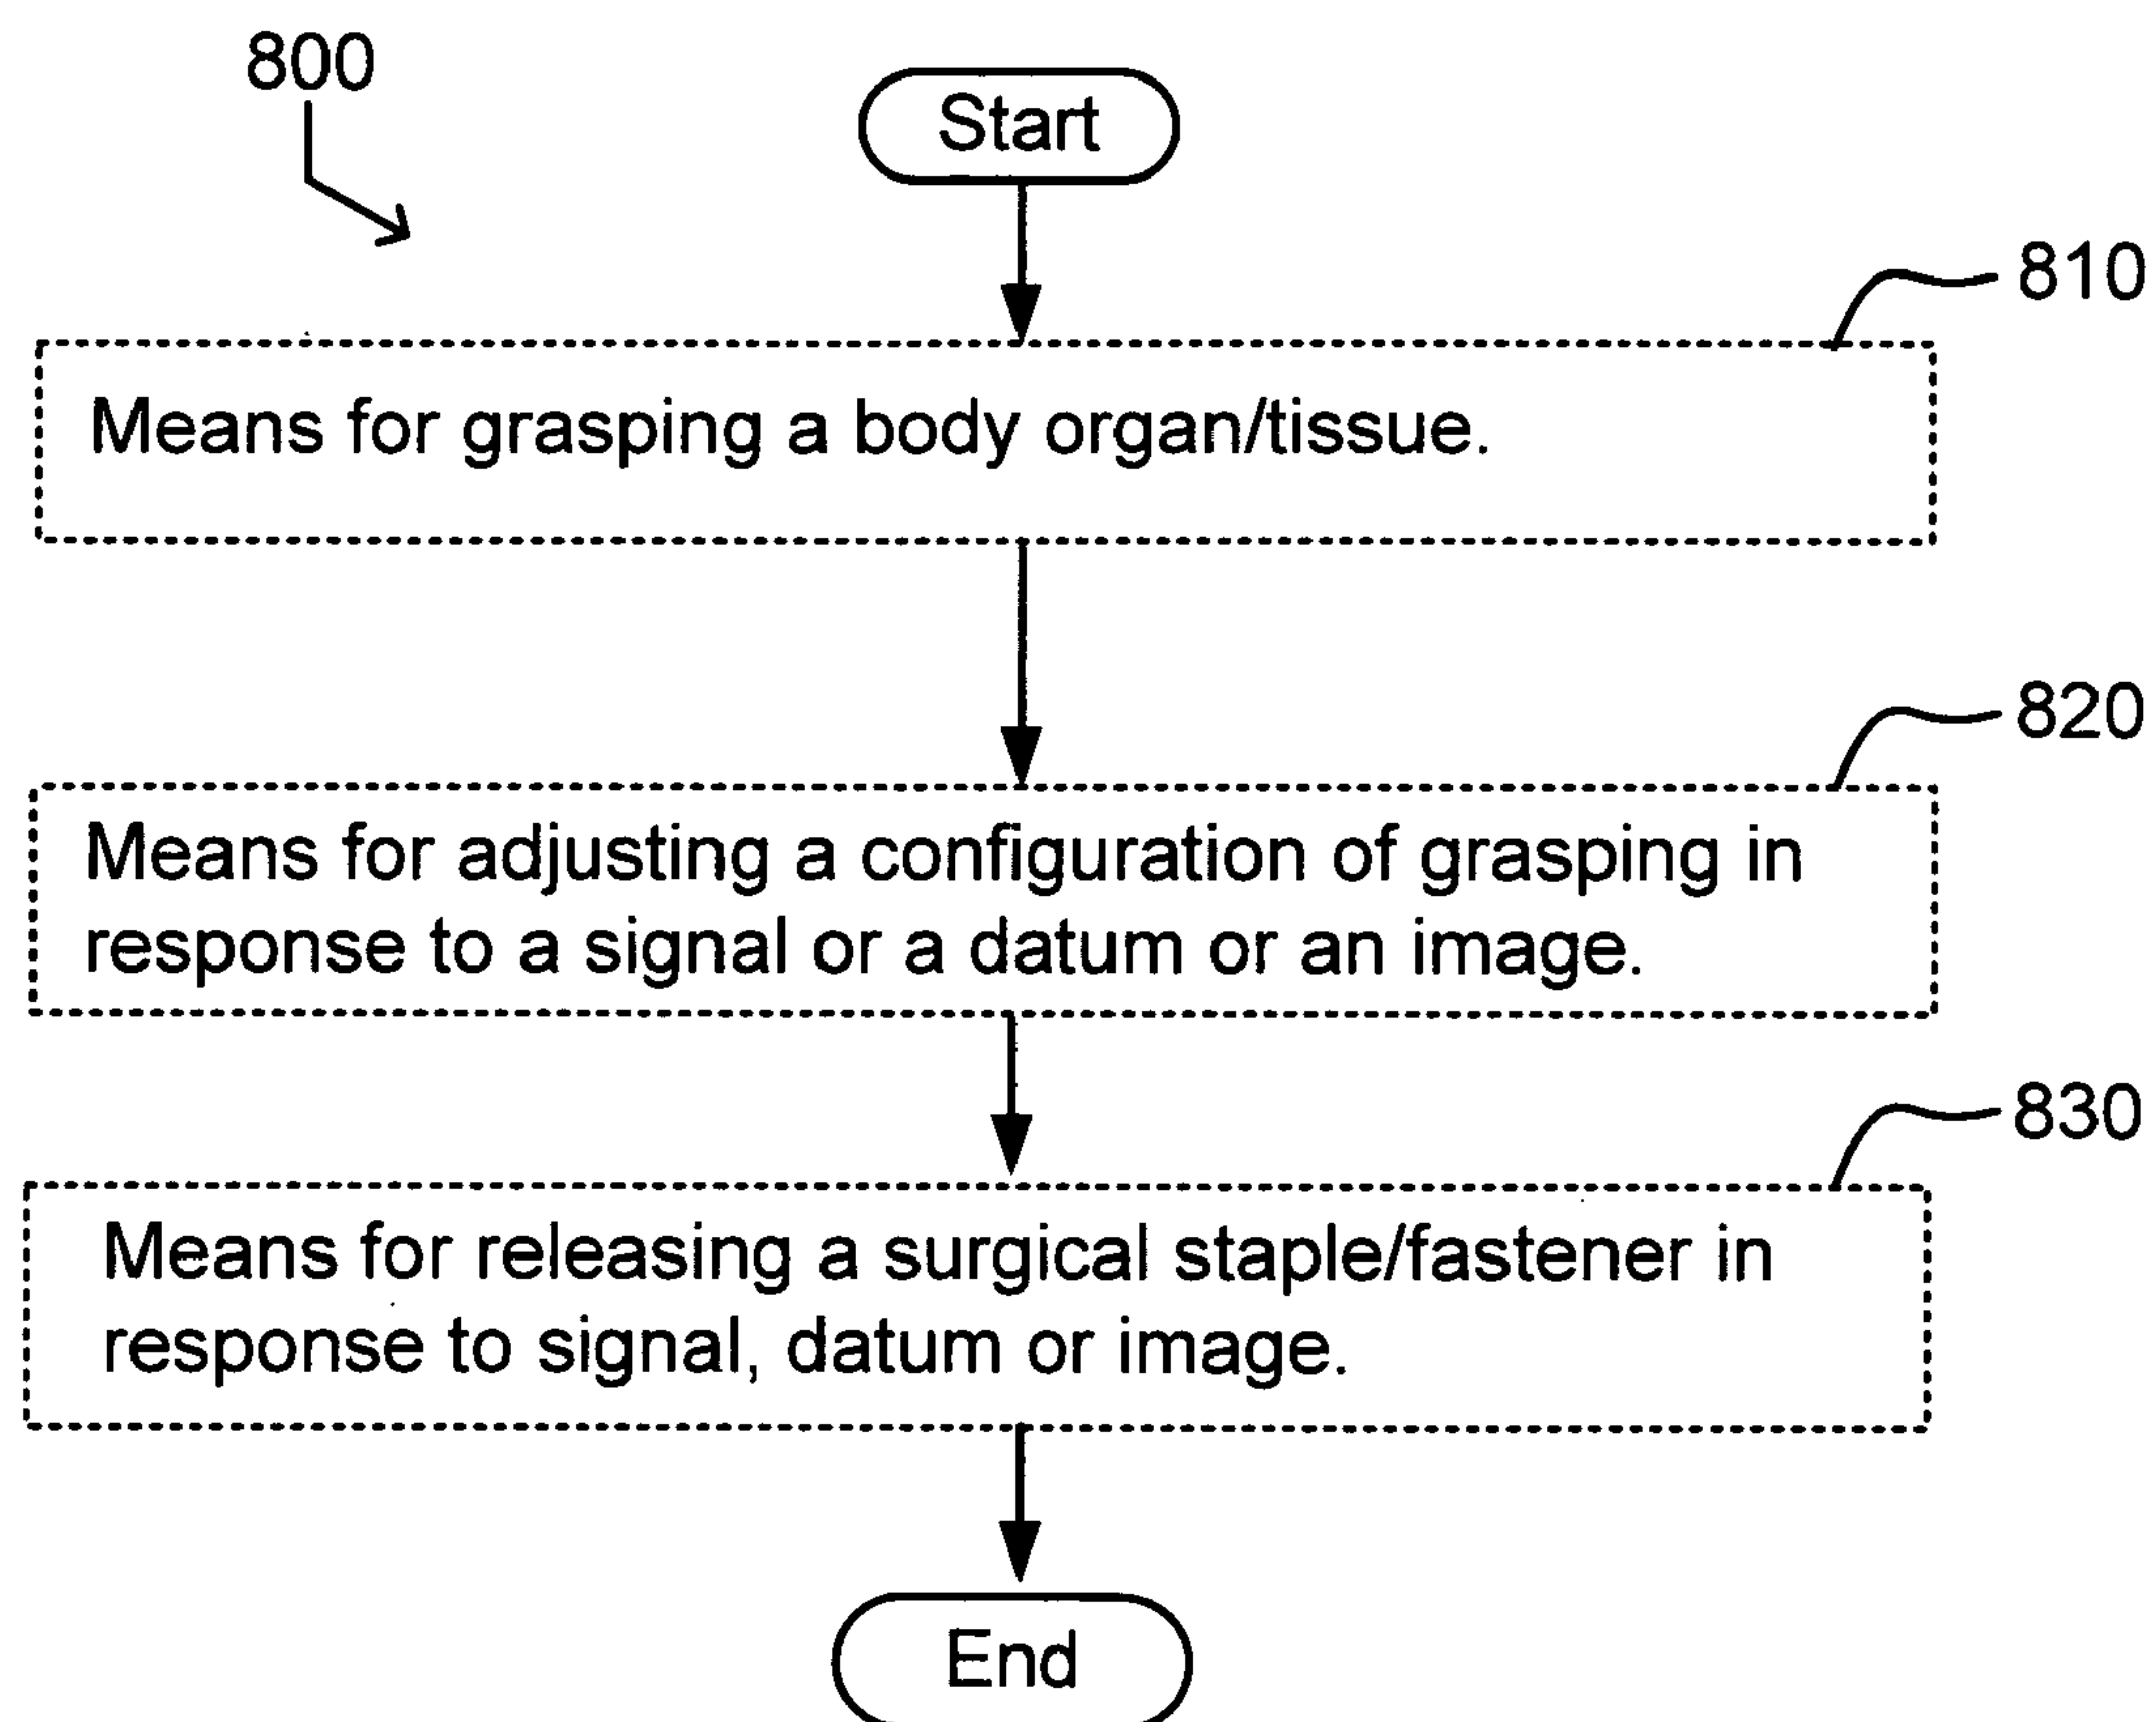 800
Start
810
Means for grasping a body organ/tissue.
820
Means for adjusting a configuration of grasping in
response to a signal or a datum or an image.
830
Means for releasing a surgical staple/fastener in
response to signal, datum or image.
End